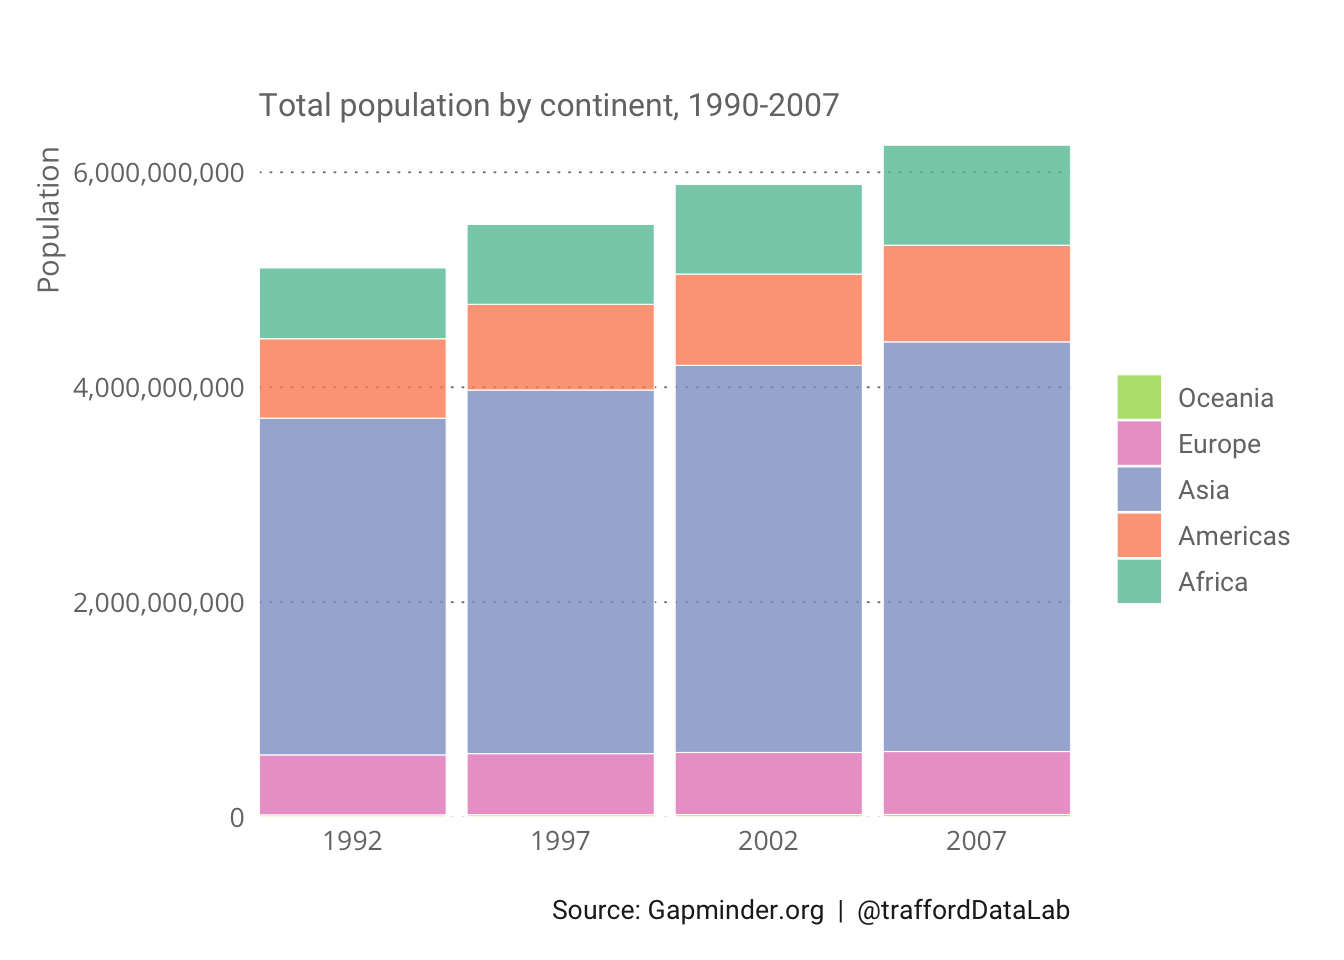 Total population by continent, 1990-2007
Population
6,000,000,000
4,000,000,000
2,000,000,000
0
1992
1997
2002
2007
Oceania
Europe
Asia
Americas
Africa
Source: Gapminder.org | @traffordDataLab